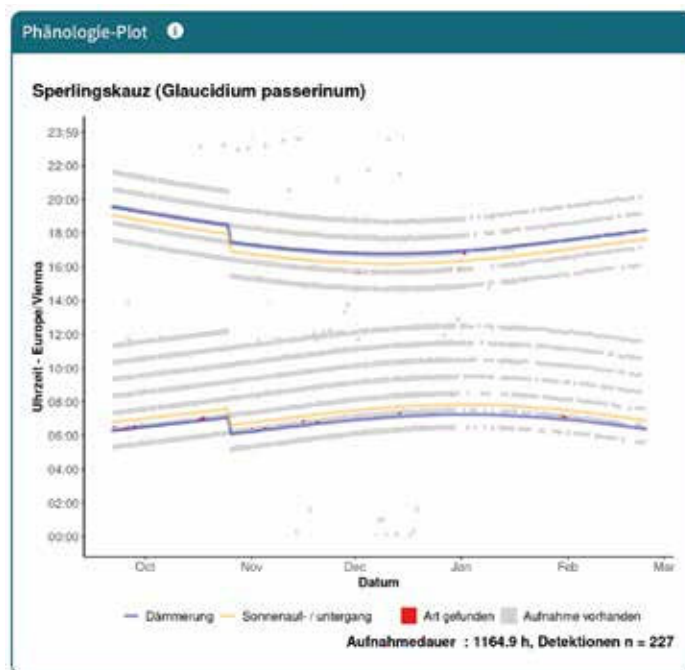 Phänologie-Plot i
Sperlingskauz (Glaucidium passerinum)
Uhrzeit - Europe/Vienna
23:59
22:00
20:00
18:00
16:00
14:00
12:00
10:00
08:00
06:00
04:00
02:00
00:00
Oct Nov Dec Jan Feb Mar
Datum
Dämmerung Sonnenauf- / untergang Art gefunden Aufnahme vorhanden
Aufnahmedauer : 1164.9 h, Detektionen n = 227